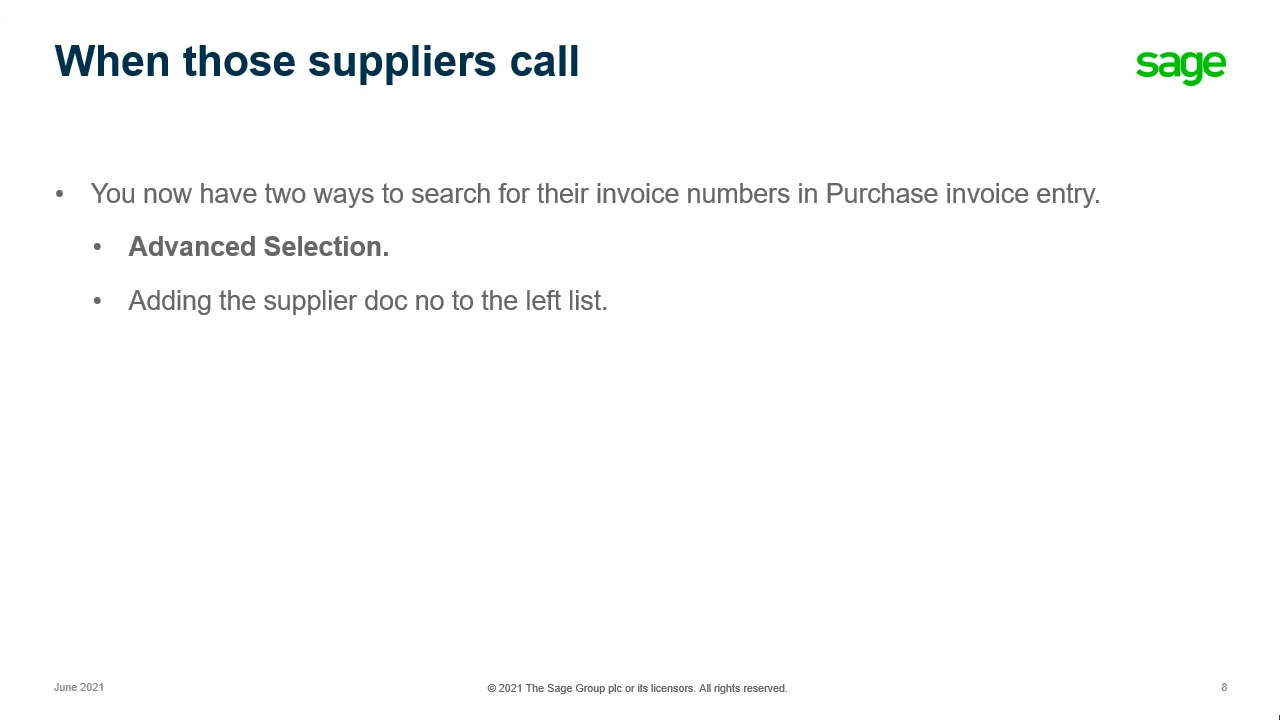 When those suppliers call
sage
• You now have two ways to search for their invoice numbers in Purchase invoice entry.
• Advanced Selection.
• Adding the supplier doc no to the left list.
June 2021
© 2021 The Sage Group plc or its licensors. All rights reserved.
8